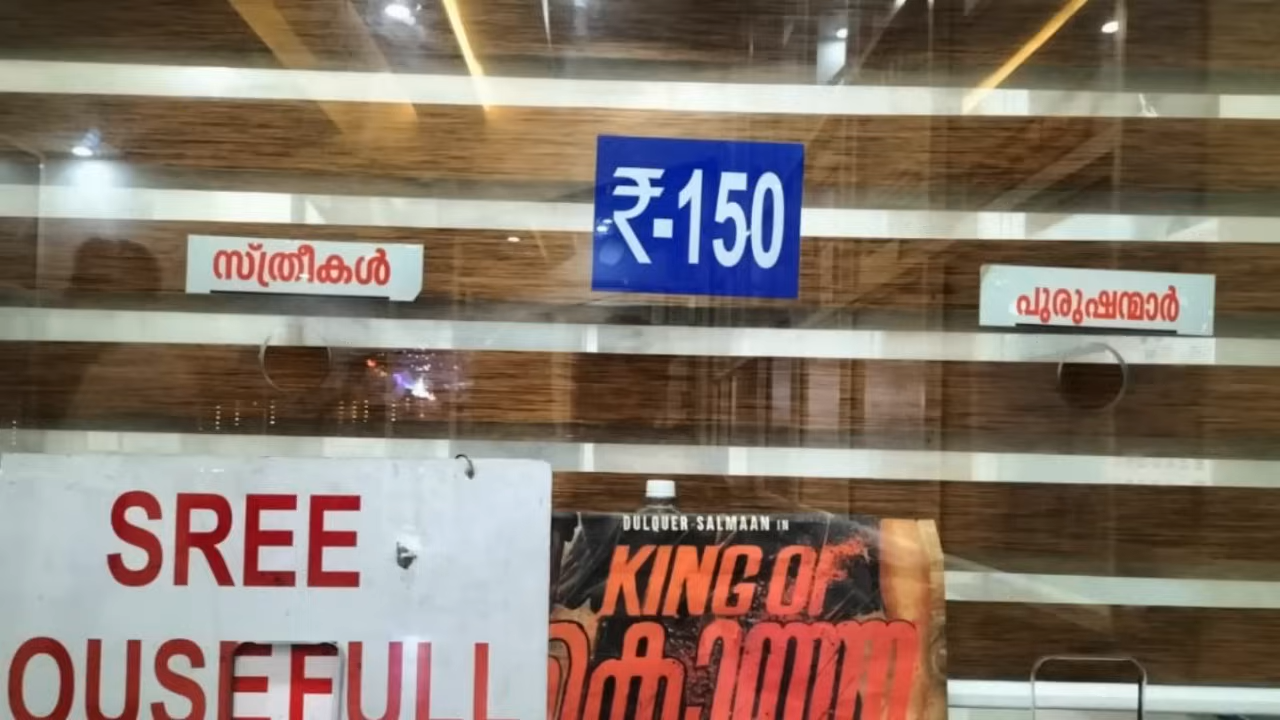 ₹-150
സ്ത്രീകൾ
പുരുഷന്മാർ
SREE
OUSEFULL
DULQUER SALMAAN IN
KING OF
കൊത്ത